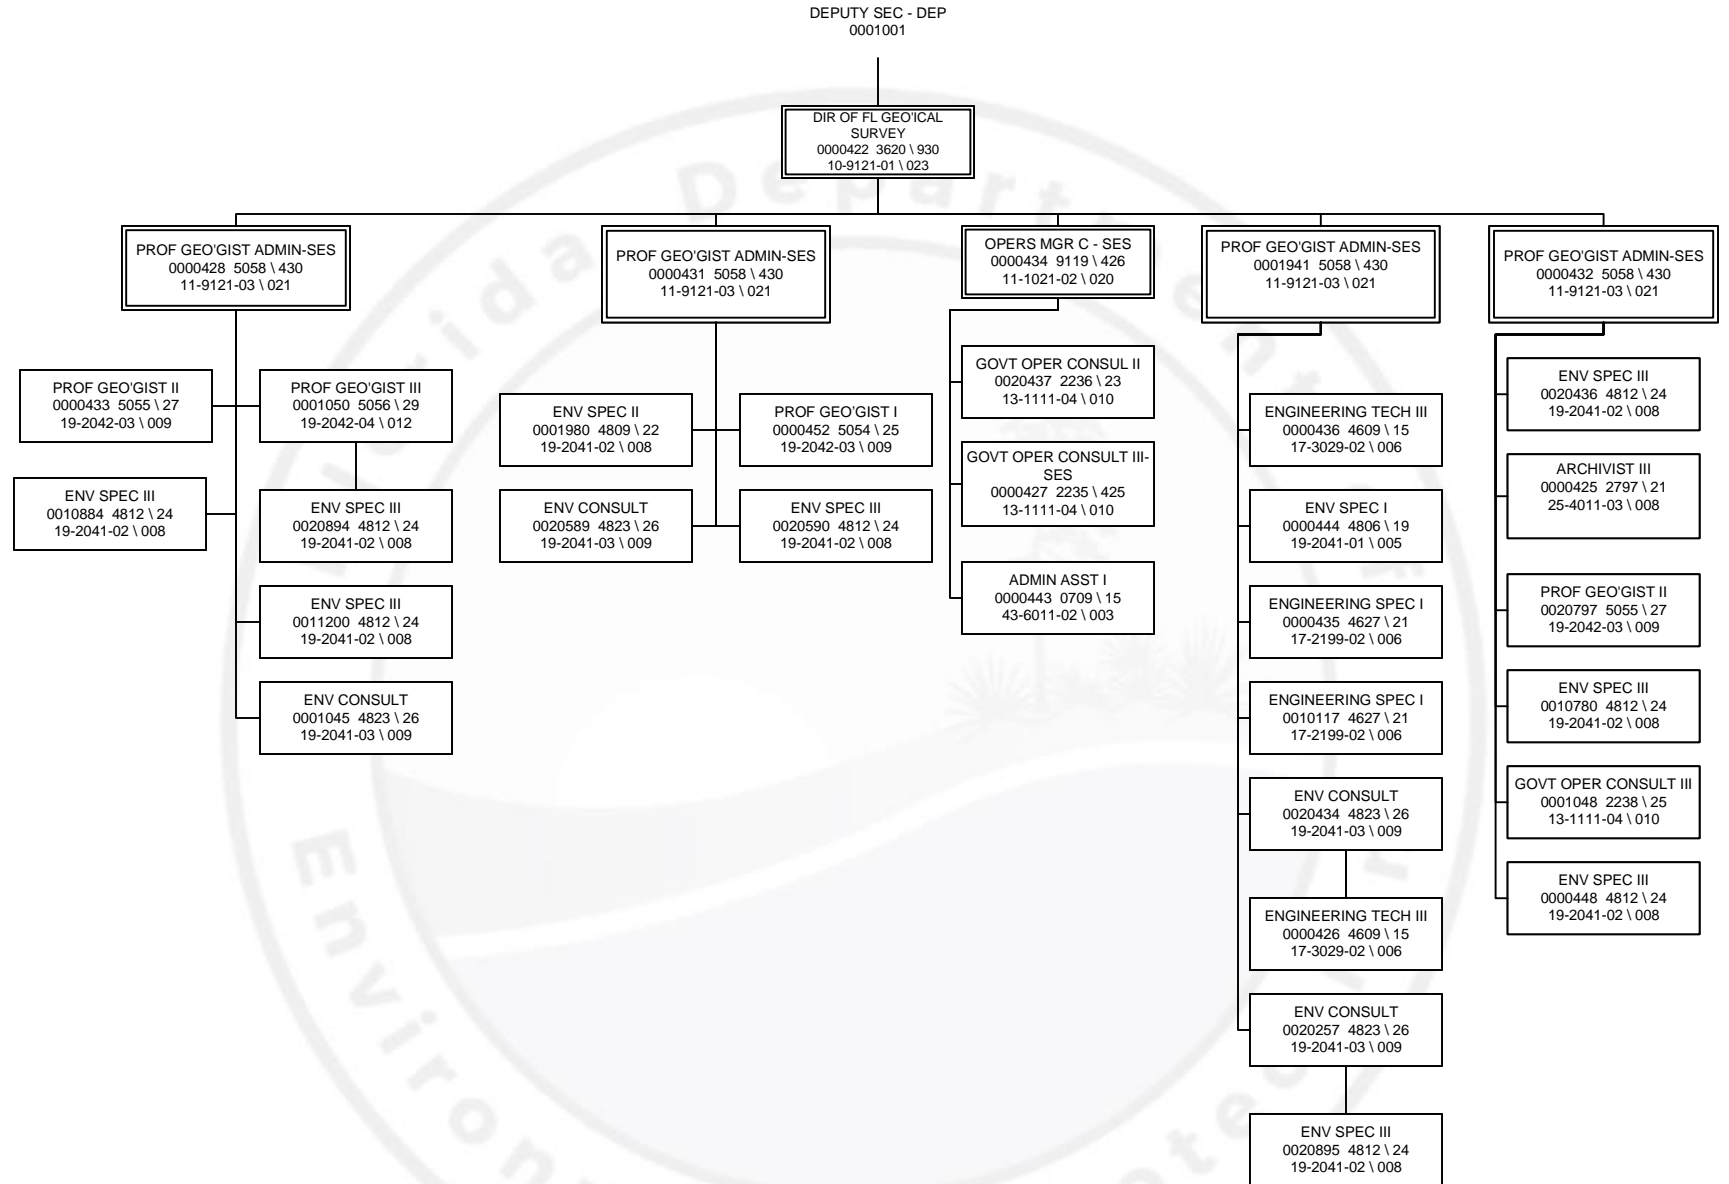 DEPUTY SEC - DEP
0001001
DIR OF FL GEO'ICAL
SURVEY
0000422 3620 \ 930
10-9121-01 \ 023
PROF GEO'GIST ADMIN-SES
0000428 5058 \ 430
11-9121-03 \ 021
PROF GEO'GIST II
0000433 5055 \ 27
19-2042-03 \ 009
PROF GEO'GIST III
0001050 5056 \ 29
19-2042-04 \ 012
ENV SPEC III
0010884 4812 \ 24
19-2041-02 \ 008
ENV SPEC III
0020894 4812 \ 24
19-2041-02 \ 008
ENV SPEC III
0011200 4812 \ 24
19-2041-02 \ 008
ENV CONSULT
0001045 4823 \ 26
19-2041-03 \ 009
PROF GEO'GIST ADMIN-SES
0000431 5058 \ 430
11-9121-03 \ 021
ENV SPEC II
0001980 4809 \ 22
19-2041-02 \ 008
PROF GEO'GIST I
0000452 5054 \ 25
19-2042-03 \ 009
ENV CONSULT
0020589 4823 \ 26
19-2041-03 \ 009
ENV SPEC III
0020590 4812 \ 24
19-2041-02 \ 008
OPERS MGR C - SES
0000434 9119 \ 426
11-1021-02 \ 020
GOVT OPER CONSUL II
0020437 2236 \ 23
13-1111-04 \ 010
GOVT OPER CONSULT III-
SES
0000427 2235 \ 425
13-1111-04 \ 010
ADMIN ASST I
0000443 0709 \ 15
43-6011-02 \ 003
PROF GEO'GIST ADMIN-SES
0001941 5058 \ 430
11-9121-03 \ 021
ENGINEERING TECH III
0000436 4609 \ 15
17-3029-02 \ 006
ENV SPEC I
0000444 4806 \ 19
19-2041-01 \ 005
ENGINEERING SPEC I
0000435 4627 \ 21
17-2199-02 \ 006
ENGINEERING SPEC I
0010117 4627 \ 21
17-2199-02 \ 006
ENV CONSULT
0020434 4823 \ 26
19-2041-03 \ 009
ENGINEERING TECH III
0000426 4609 \ 15
17-3029-02 \ 006
ENV CONSULT
0020257 4823 \ 26
19-2041-03 \ 009
ENV SPEC III
0020895 4812 \ 24
19-2041-02 \ 008
PROF GEO'GIST ADMIN-SES
0000432 5058 \ 430
11-9121-03 \ 021
ENV SPEC III
0020436 4812 \ 24
19-2041-02 \ 008
ARCHIVIST III
0000425 2797 \ 21
25-4011-03 \ 008
PROF GEO'GIST II
0020797 5055 \ 27
19-2042-03 \ 009
ENV SPEC III
0010780 4812 \ 24
19-2041-02 \ 008
GOVT OPER CONSULT III
0001048 2238 \ 25
13-1111-04 \ 010
ENV SPEC III
0000448 4812 \ 24
19-2041-02 \ 008
Florida Department